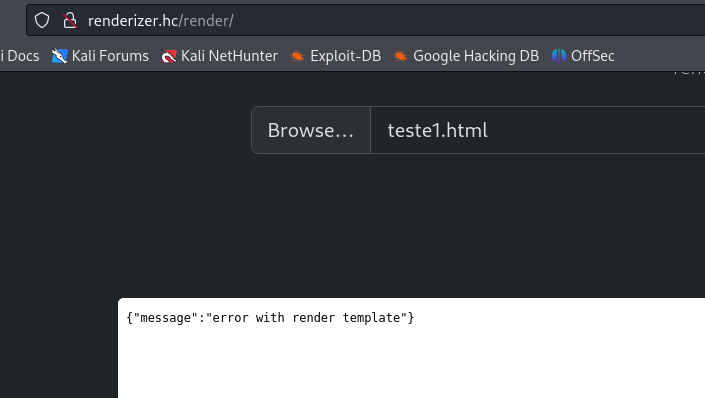 renderizer.hc/render/
i Docs Kali Forums Kali NetHunter Exploit-DB Google Hacking DB OffSec
Browse... teste1.html
{"message":"error with render template"}